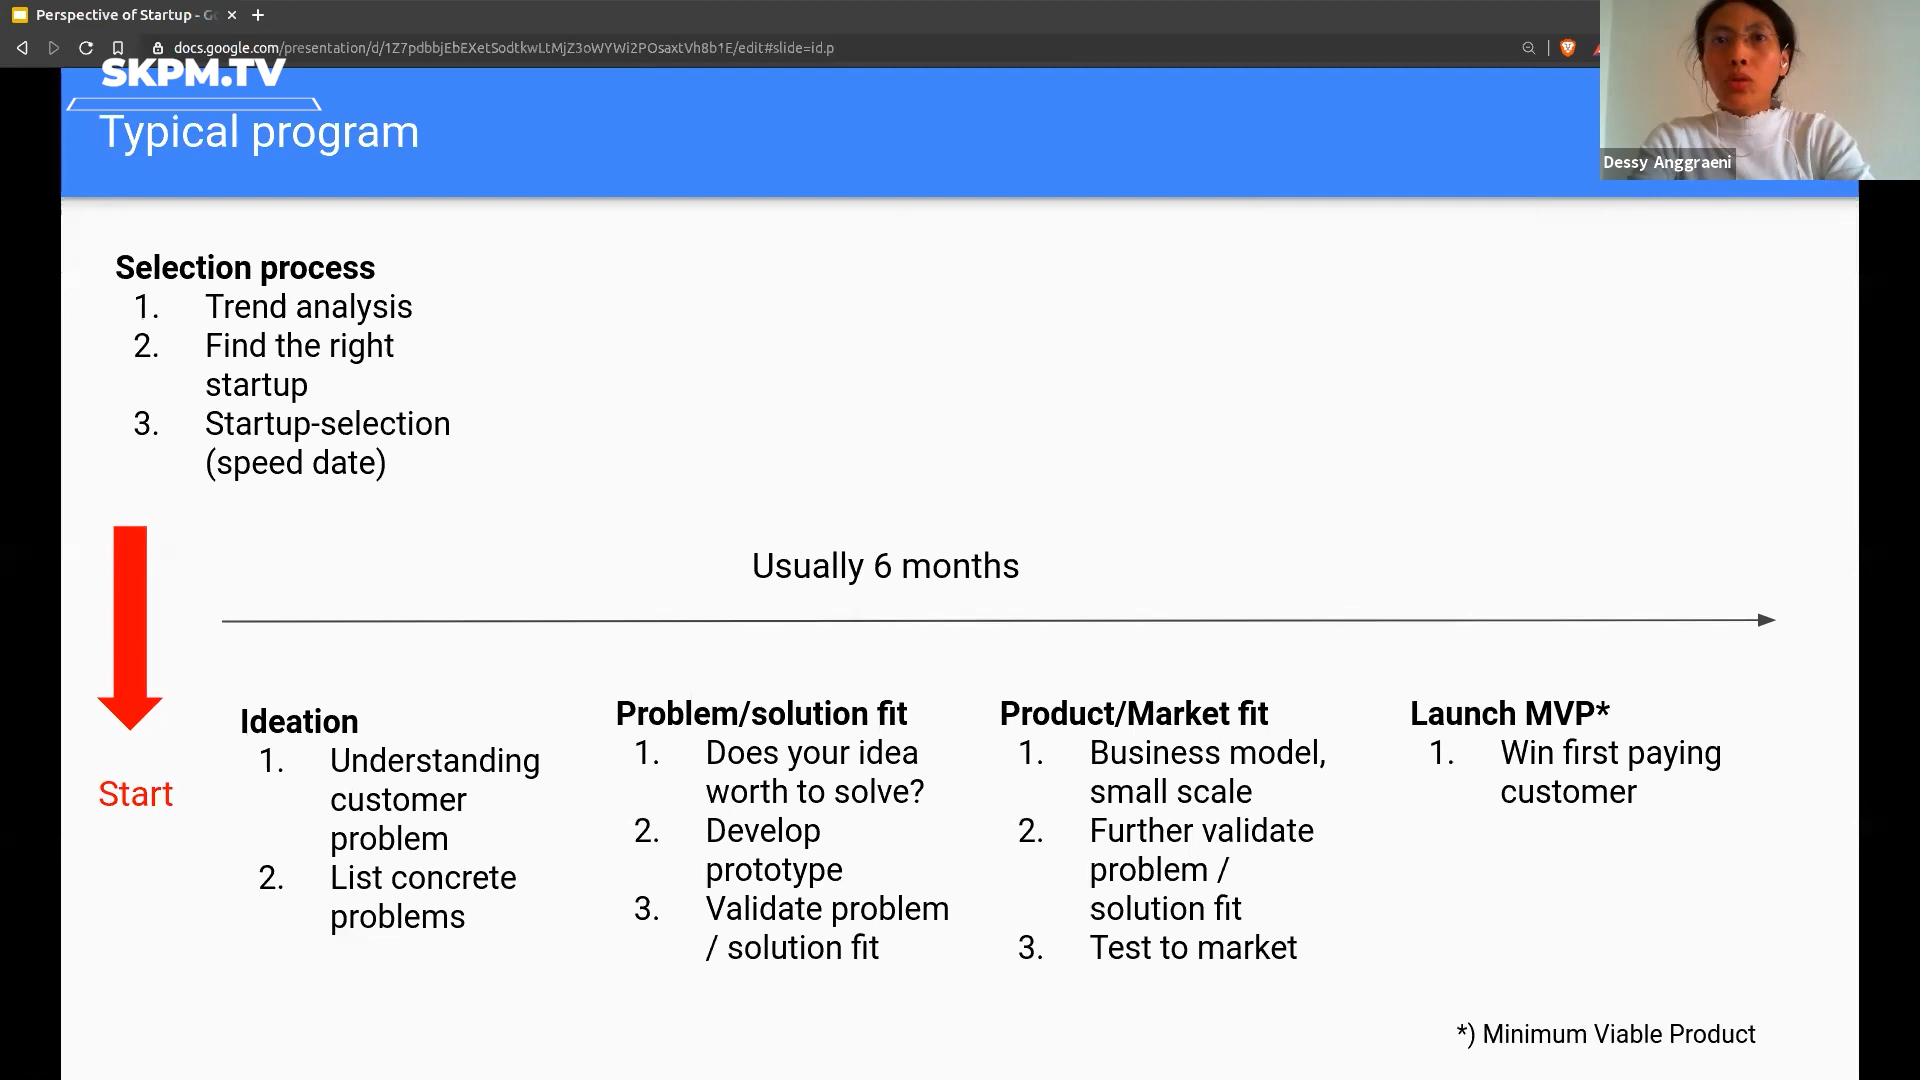 Perspective of Startup - G
docs.google.com/presentation/d/1Z7pdbbjEbEXetSodtkwLtMjZ3oWYWi2POsaxtVh8b1E/edit#slide=id.p
SKPM.TV
Typical program
Dessy Anggraeni
Selection process
1. Trend analysis
2. Find the right
startup
3. Startup-selection
(speed date)
Usually 6 months
Start
Ideation
1. Understanding
customer
problem
2. List concrete
problems
Problem/solution fit
1. Does your idea
worth to solve?
2. Develop
prototype
3. Validate problem
/ solution fit
Product/Market fit
1. Business model,
small scale
2. Further validate
problem /
solution fit
3. Test to market
Launch MVP*
1. Win first paying
customer
*) Minimum Viable Product